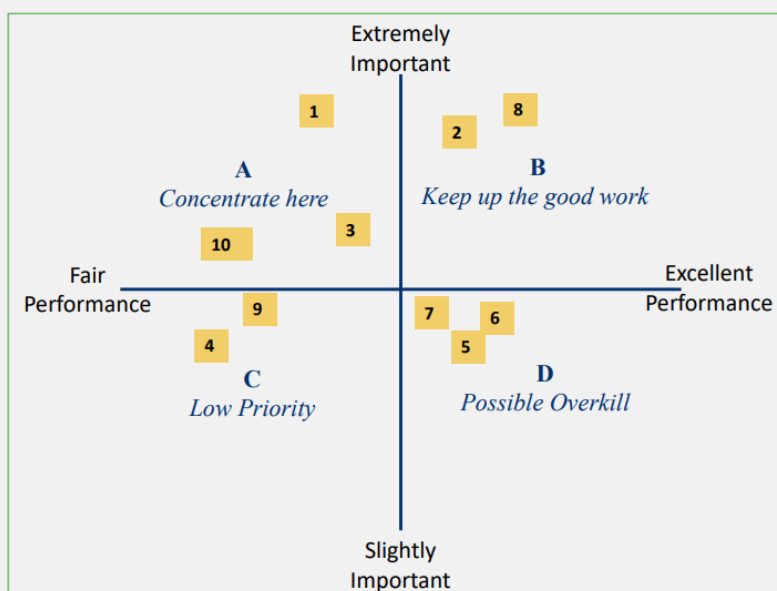 Extremely
Important
1
8
2
A
Concentrate here
B
Keep up the good work
3
10
Fair
Performance
Excellent
Performance
9
7
6
4
5
C
Low Priority
D
Possible Overkill
Slightly
Important